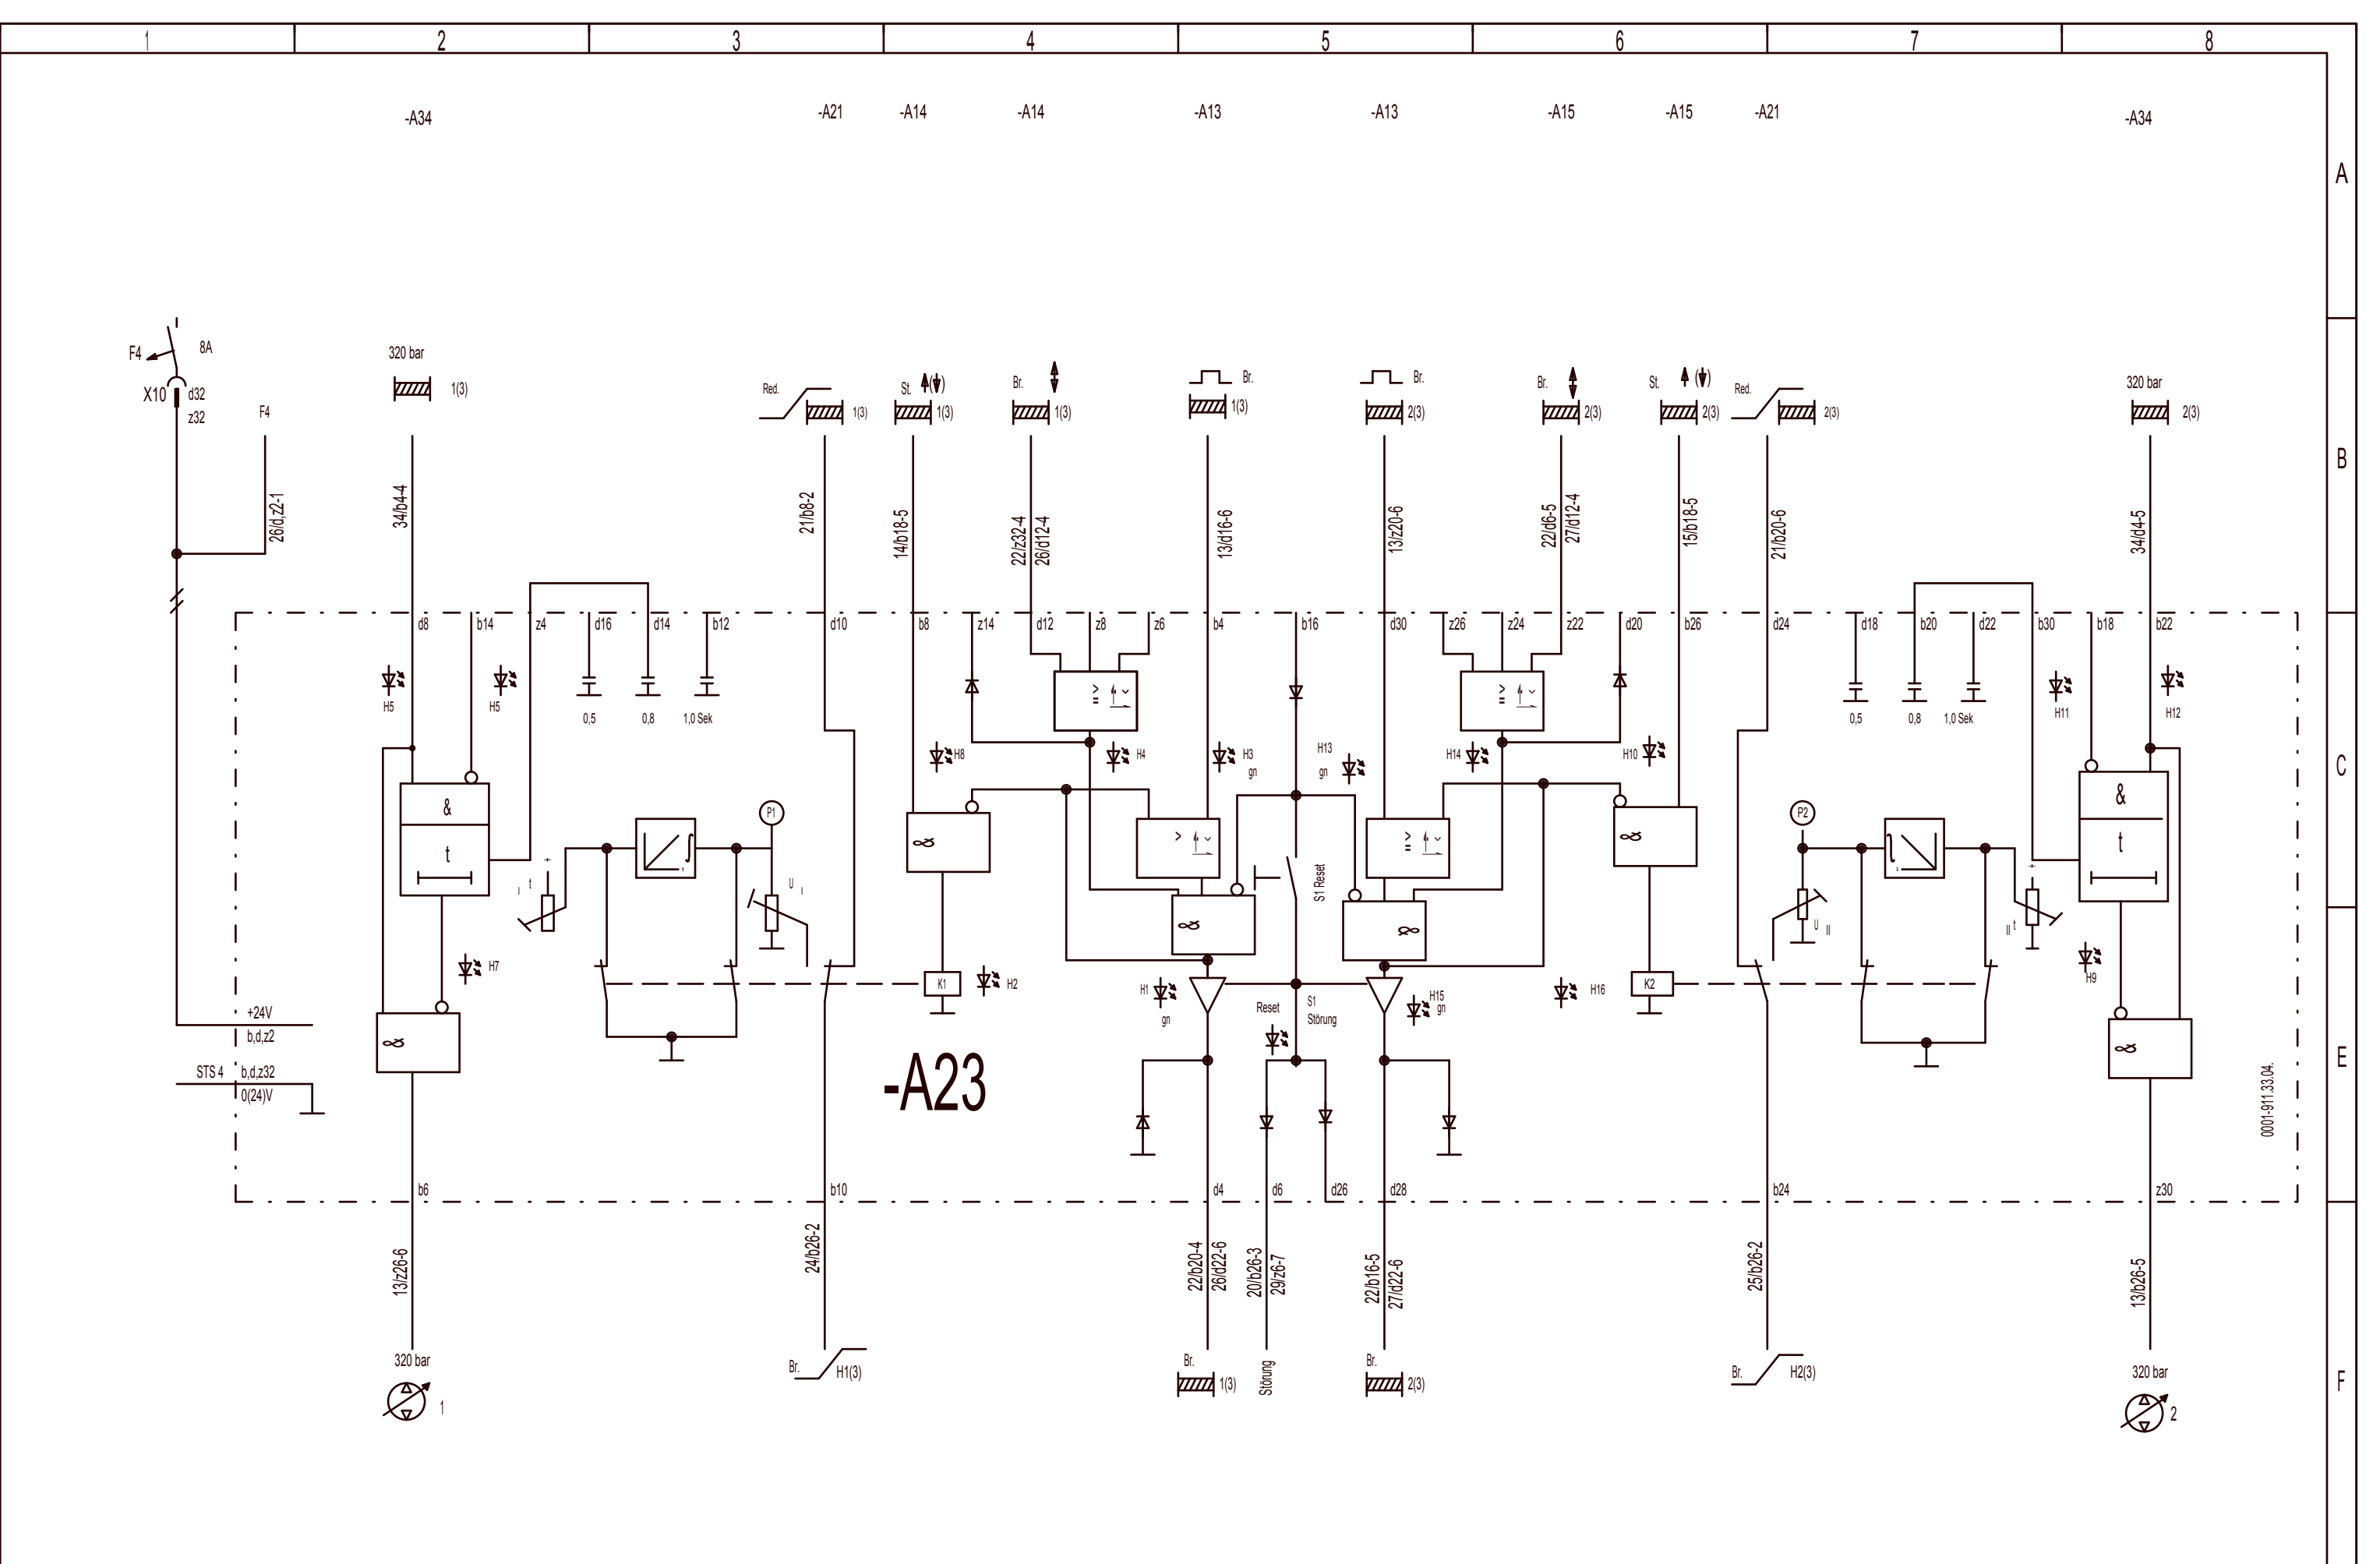 1 2 3 4 5 6 7 8
-A34 -A21 -A14 -A14 -A13 -A13 -A15 -A15 -A21 -A34
A
F4 8A
X10 d32
z32
F4
320 bar
1(3)
Red.
1(3)
St. ( )
1(3)
Br.
1(3)
Br.
1(3)
Br.
2(3)
Br.
2(3)
St. ( )
2(3)
Red.
2(3)
320 bar
2(3)
B
26/d,z2-1
34/b4-4
21/b8-2
14/b18-5
22/z32-4
26/d12-4
13/d16-6
13/z20-6
22/d6-5
27/d12-4
15/b18-5
21/b20-6
34/d4-5
d8 b14 z4 d16 d14 b12 d10 b8 z14 d12 z8 z6 b4 b16 d30 z26 z24 z22 d20 b26 d24 d18 b20 d22 b30 b18 b22
H5 H5
0,5 0,8 1,0 Sek
H8 H4 H3
gn
H13
gn
H14 H10
0,5 0,8 1,0 Sek
H11 H12
C
&
t
t
I
P1
U
I
S1 Reset
P2
U
II
t
II
&
t
H7
K1 H2
H1
gn
Reset
S1
Störung
H15
gn
H16 K2
H9
+24V
b,d,z2
STS 4 b,d,z32
0(24)V
-A23
E
0001-911.33.04.
b6 b10 d4 d6 d26 d28 b24 z30
13/z26-6
24/b26-2
22/b20-4
26/d22-6
20/b26-3
29/z6-7
22/b16-5
27/d22-6
25/b26-2
13/b26-5
320 bar
1
Br. H1(3)
Br.
1(3)
Störung
Br.
2(3)
Br. H2(3)
320 bar
2
F